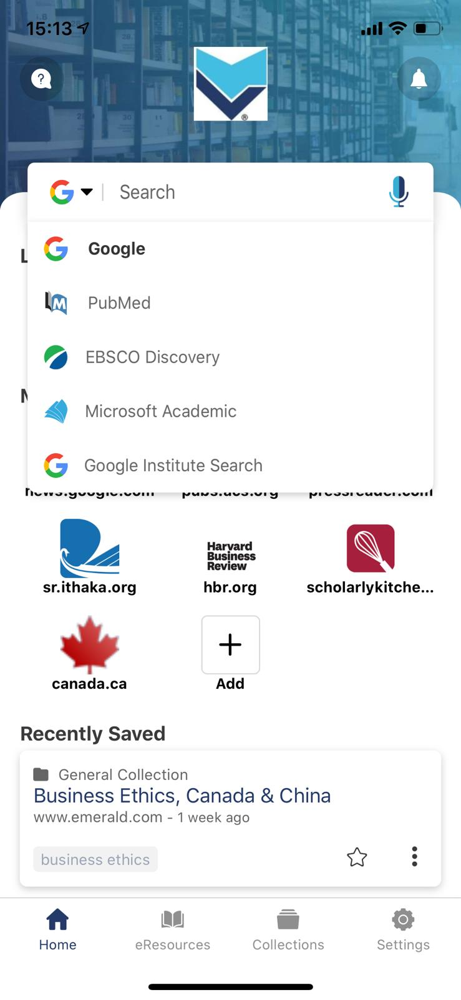 15:13
Search
Google
PubMed
EBSCO Discovery
Microsoft Academic
Google Institute Search
news.google.com pubs.acs.org pressreader.com
Harvard
Business
Review
sr.ithaka.org hbr.org scholarlykitche...
canada.ca Add
Recently Saved
General Collection
Business Ethics, Canada & China
www.emerald.com - 1 week ago
business ethics
Home eResources Collections Settings